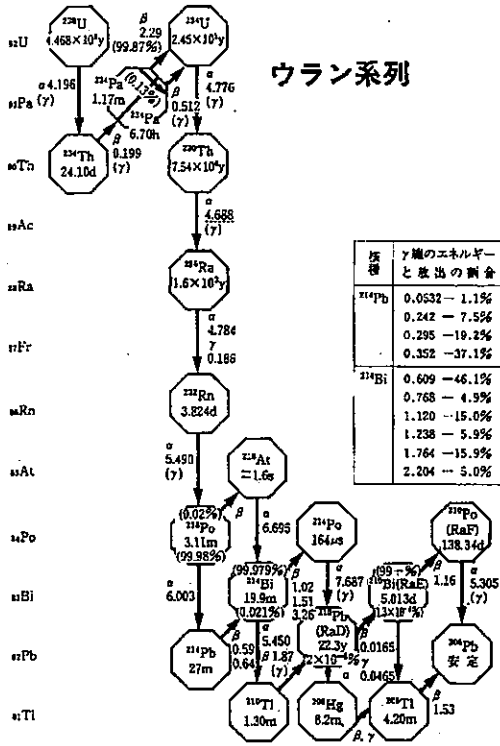 ウラン系列
₉₂U
²³⁸U
4.468×10⁹y
β
2.29
(99.87%)
²³⁴U
2.45×10⁵y
₉₁Pa
α 4.196
(γ)
²³⁴Pa
1.17m
(0.13%)
²³⁴Pa
6.70h
β
0.512
(γ)
α
4.776
(γ)
₉₀Th
²³⁴Th
24.10d
β
0.199
(γ)
²³⁰Th
7.54×10⁴y
₈₉Ac
α
4.688
(γ)
₈₈Ra
²²⁶Ra
1.6×10³y
₈₇Fr
α
4.784
γ
0.186
₈₆Rn
²²²Rn
3.824d
₈₅At
α
5.490
(γ)
²¹⁸At
1.6s
β
α
6.695
₈₄Po
(0.02%)
²¹⁸Po
3.11m
(99.98%)
²¹⁴Po
164μs
²¹⁰Po
(RaF)
138.34d
₈₃Bi
α
6.003
(99.979%)
²¹⁴Bi
19.9m
(0.021%)
β
1.02
1.51
3.26
α
7.687
(γ)
²¹⁰Bi(RaE)
5.013d
β
1.16
α
5.305
(γ)
₈₂Pb
²¹⁴Pb
27m
β
0.59
0.64
α
5.450
β
1.87
(γ)
²¹⁰Pb
(RaD)
22.3y
β
0.0165
γ
0.0465
α
²⁰⁶Pb
安定
₈₁Tl
²¹⁰Tl
1.30m
²⁰⁶Hg
8.2m
β, γ
²⁰⁶Tl
4.20m
β
1.53
核種 γ線のエネルギーと放出の割合
²¹⁴Pb 0.0532 − 1.1%
0.242 − 7.5%
0.295 −19.2%
0.352 −37.1%
²¹⁴Bi 0.609 −46.1%
0.768 − 4.9%
1.120 −15.0%
1.238 − 5.9%
1.764 −15.9%
2.204 − 5.0%